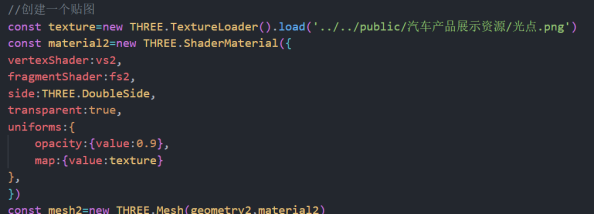 //创建一个贴图
const texture=new THREE.TextureLoader().load('../../public/汽车产品展示资源/光点.png')
const material2=new THREE.ShaderMaterial({
vertexShader:vs2,
fragmentShader:fs2,
side:THREE.DoubleSide,
transparent:true,
uniforms:{
opacity:{value:0.9},
map:{value:texture}
},
})
const mesh2=new THREE.Mesh(geometry2,material2)